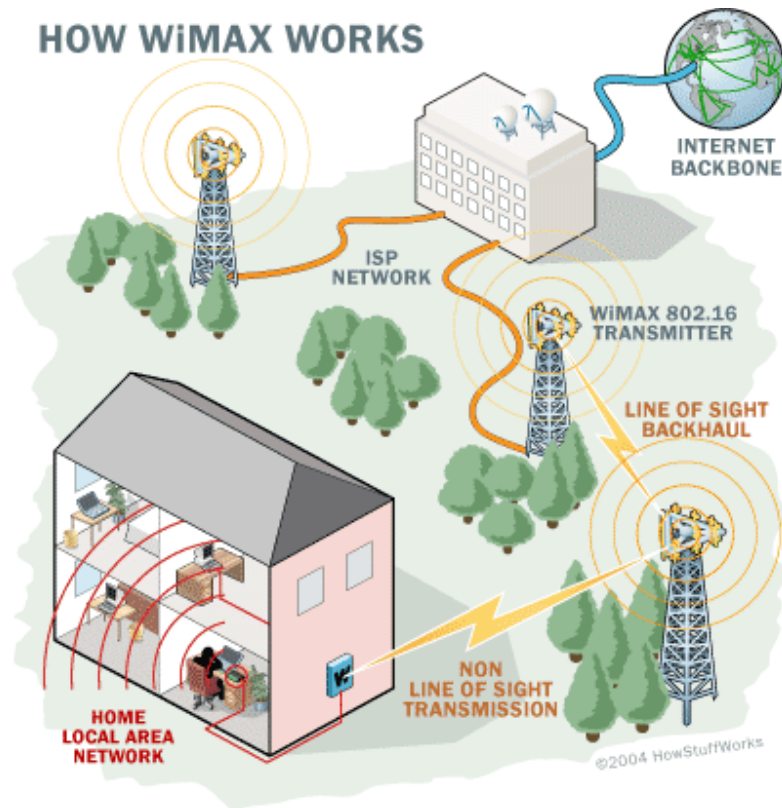 HOW WiMAX WORKS
INTERNET
BACKBONE
ISP
NETWORK
WiMAX 802.16
TRANSMITTER
LINE OF SIGHT
BACKHAUL
NON
LINE OF SIGHT
TRANSMISSION
HOME
LOCAL AREA
NETWORK
©2004 HowStuffWorks